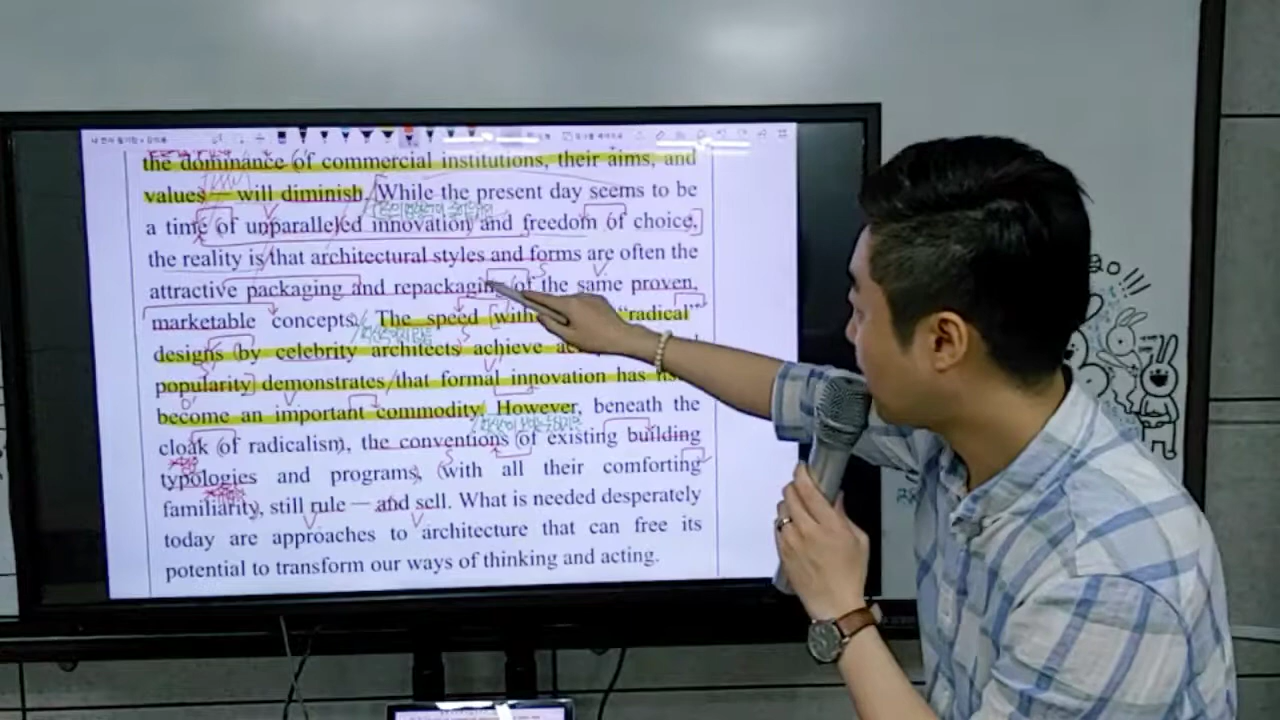 the dominance of commercial institutions, their aims, and
values — will diminish. While the present day seems to be
a time of unparalleled innovation and freedom of choice,
the reality is that architectural styles and forms are often the
attractive packaging and repackaging of the same proven,
marketable concepts. The speed with "radical"
designs by celebrity architects achieve
popularity demonstrates that formal innovation has
become an important commodity. However, beneath the
cloak of radicalism, the conventions of existing building
typologies and programs, with all their comforting
familiarity, still rule — and sell. What is needed desperately
today are approaches to architecture that can free its
potential to transform our ways of thinking and acting.